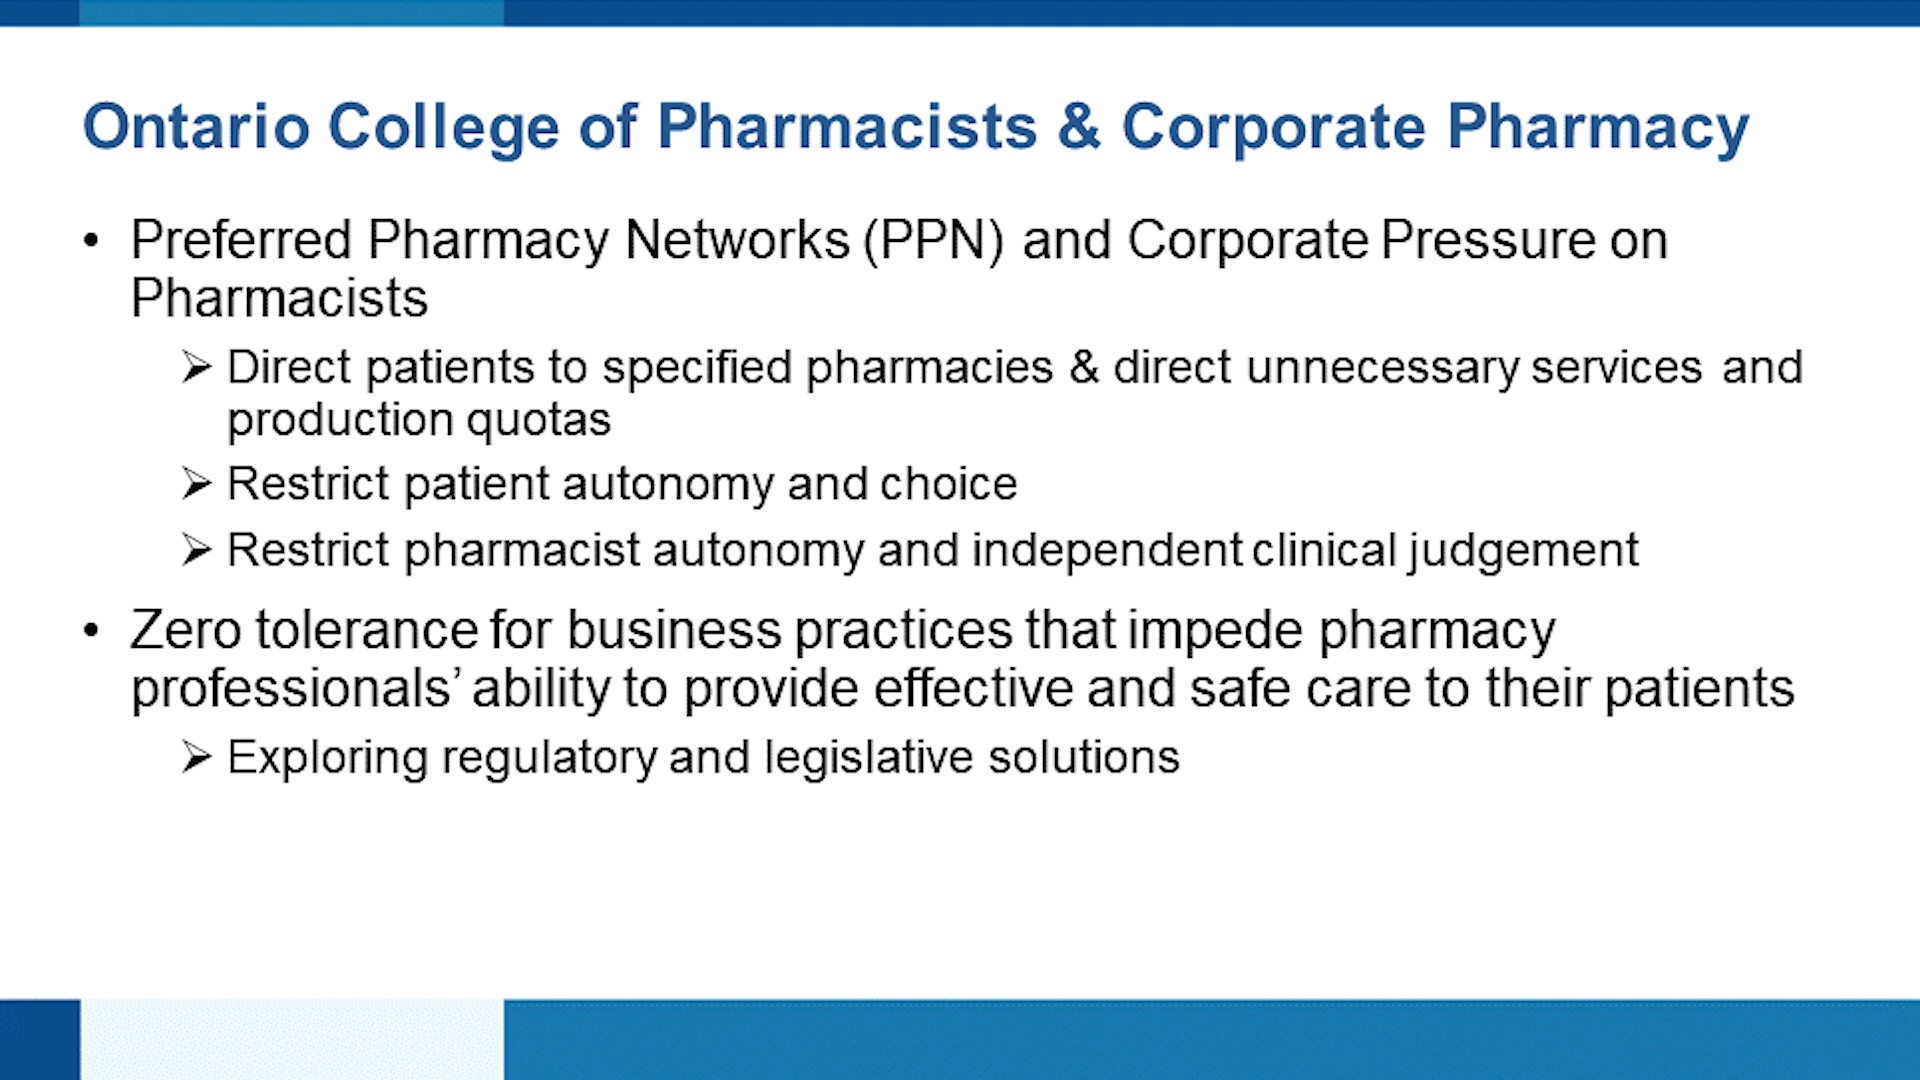 Ontario College of Pharmacists & Corporate Pharmacy
• Preferred Pharmacy Networks (PPN) and Corporate Pressure on
Pharmacists
➢ Direct patients to specified pharmacies & direct unnecessary services and
production quotas
➢ Restrict patient autonomy and choice
➢ Restrict pharmacist autonomy and independent clinical judgement
• Zero tolerance for business practices that impede pharmacy
professionals’ ability to provide effective and safe care to their patients
➢ Exploring regulatory and legislative solutions